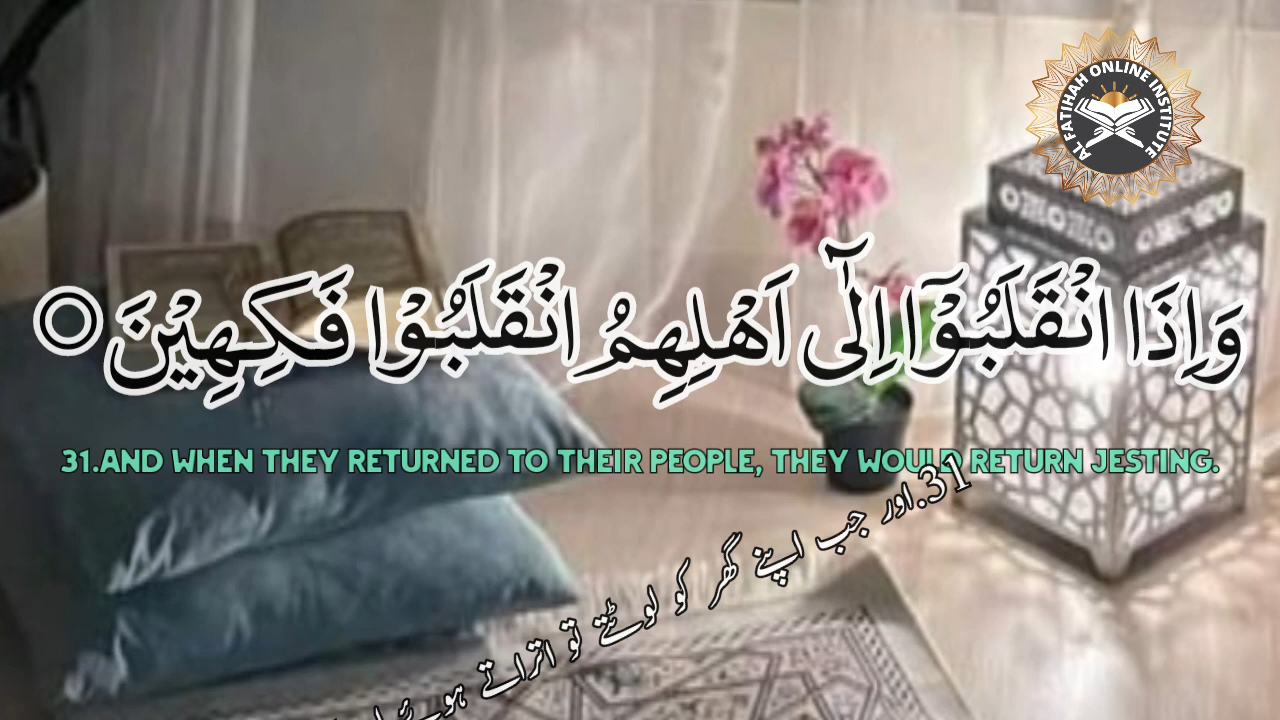 AL FATIHAH ONLINE INSTITUTE
وَاِذَا انْقَلَبُوْۤا اِلٰٓى اَهْلِهِمُ انْقَلَبُوْا فَكِهِيْنَ
31.AND WHEN THEY RETURNED TO THEIR PEOPLE, THEY WOULD RETURN JESTING.
31.اور جب اپنے گھر کو لوٹتے تو اتراتے ہوئے